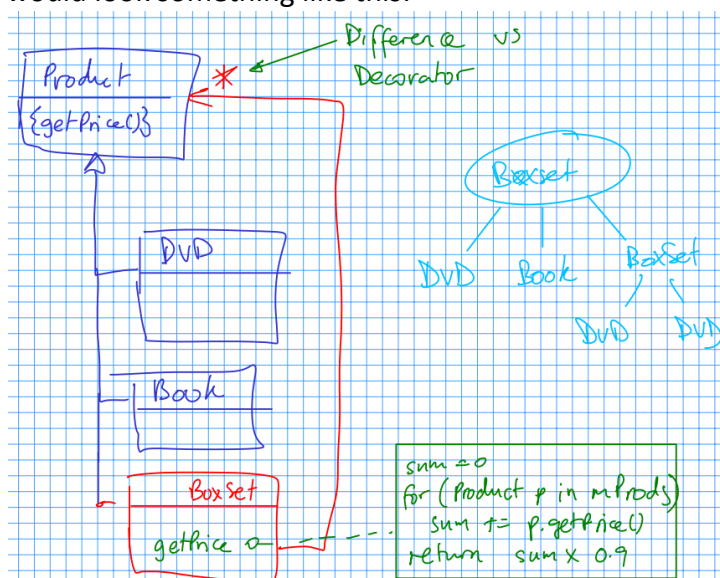 would look something like this:
Difference vs
Decorator
Product
*
{getPrice()}
DVD
Book
BoxSet
getPrice
Boxset
DVD Book BoxSet
DVD DVD
sum = 0
for (Product p in mProds)
sum += p.getPrice()
return sum x 0.9